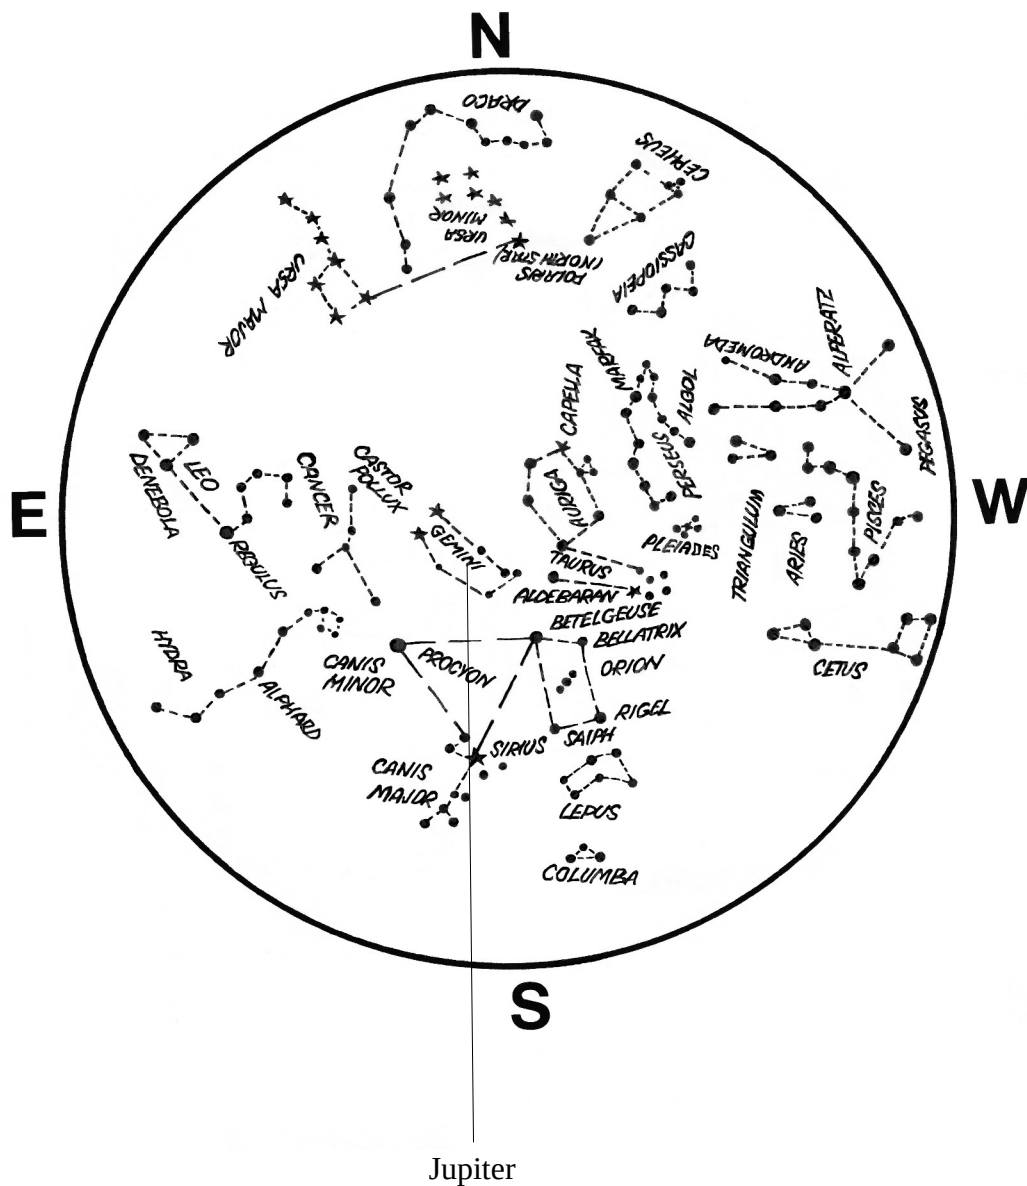 N
DRACO
CEPHEUS
URSA
MINOR
POLARIS
(NORTH STAR)
CASSIOPEIA
URSA MAJOR
ALPERATZ
ANDROMEDA
MARFAK
CAPELLA
ALGOL
PEGASUS
PERSEUS
LEO
DENEBOLA
CANCER
CASTOR
POLLUX
AURIGA
E
W
REGULUS
GEMINI
PLEIADES
TRIANGULUM
ARIES
PISCES
TAURUS
ALDEBARAN
BETELGEUSE
BELLATRIX
HYDRA
CANIS
MINOR
PROCYON
ORION
CETUS
ALPHARD
RIGEL
SAIPH
SIRIUS
CANIS
MAJOR
LEPUS
COLUMBA
S
Jupiter